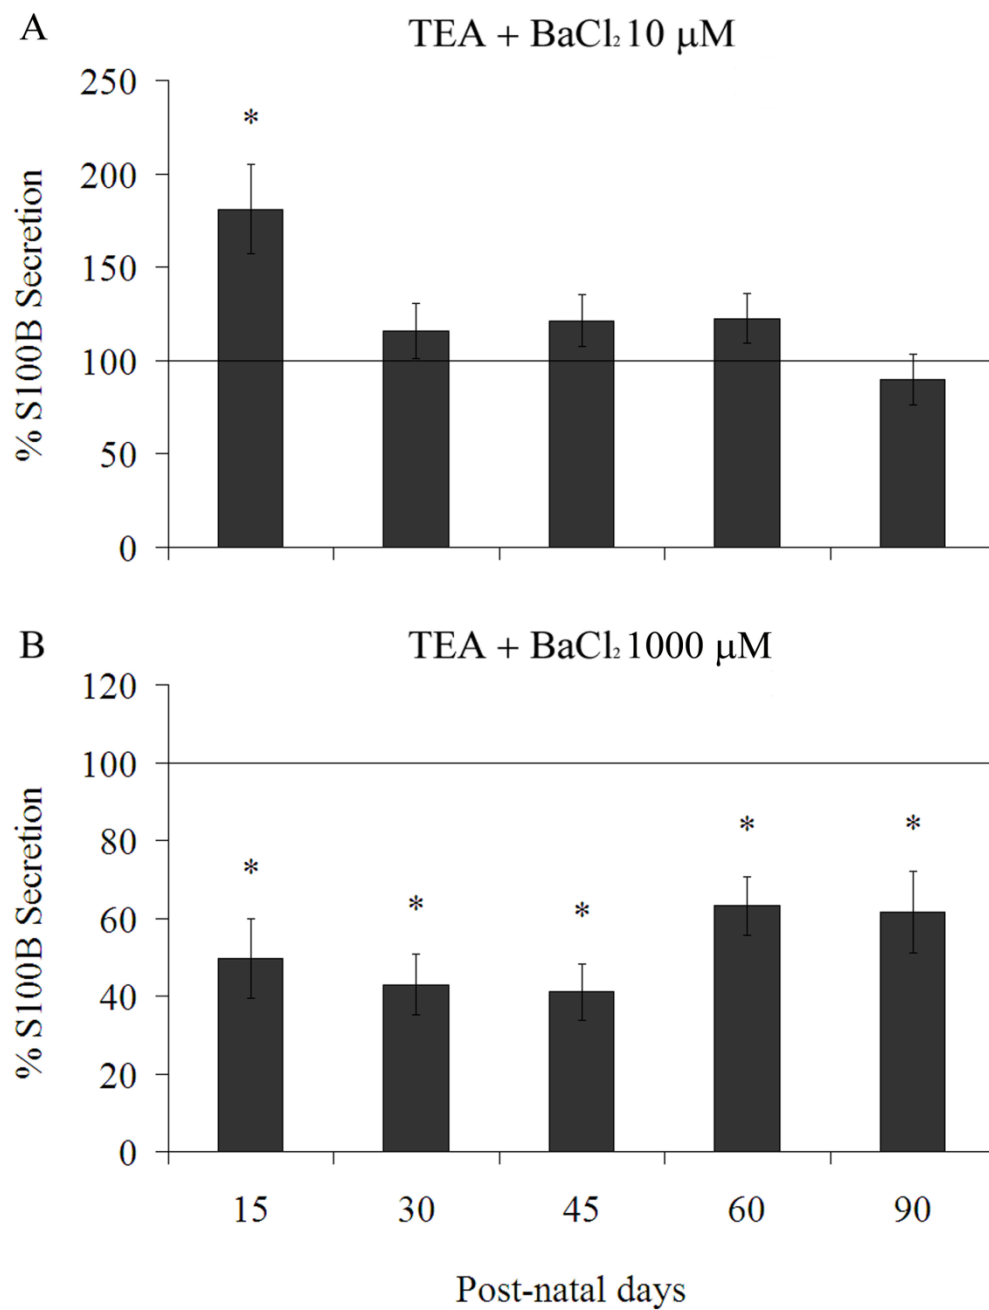 A
TEA + BaCl₂ 10 μM
% S100B Secretion
250
200
150
100
50
0
*
B
TEA + BaCl₂ 1000 μM
% S100B Secretion
120
100
80
60
40
20
0
* * * * *
15 30 45 60 90
Post-natal days